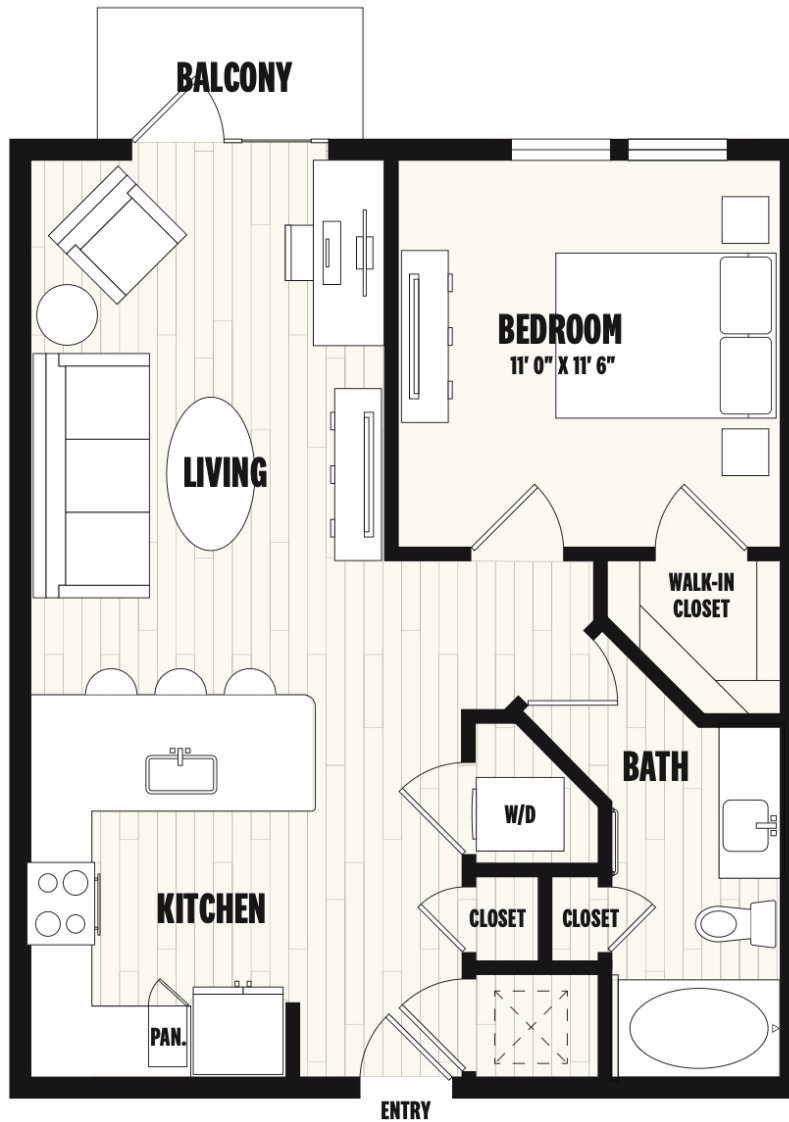 BALCONY
BEDROOM
11' 0" X 11' 6"
LIVING
WALK-IN
CLOSET
BATH
W/D
KITCHEN
CLOSET
CLOSET
PAN.
ENTRY